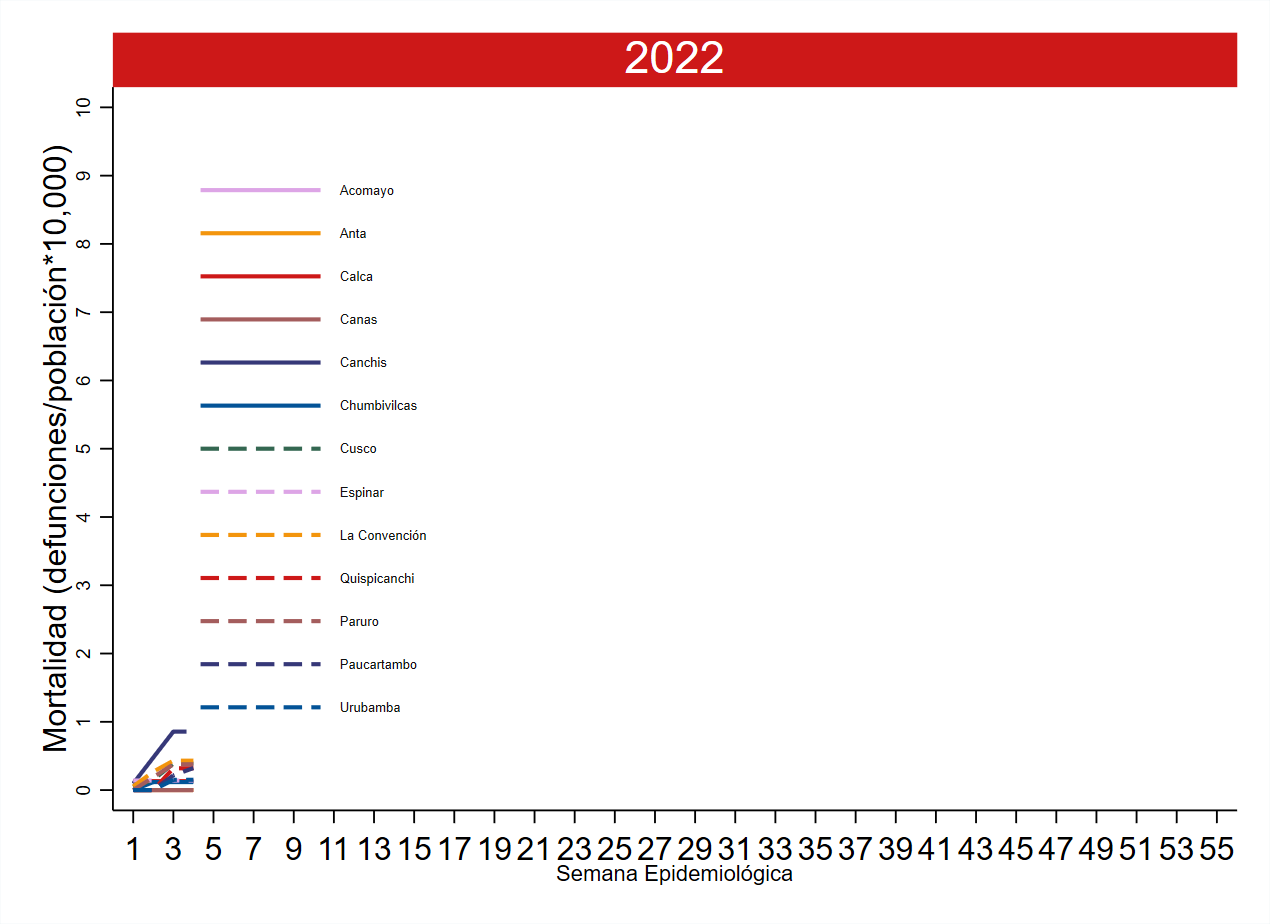 2022
Mortalidad (defunciones/población*10,000)
10
9
8
7
6
5
4
3
2
1
0
Acomayo
Anta
Calca
Canas
Canchis
Chumbivilcas
Cusco
Espinar
La Convención
Quispicanchi
Paruro
Paucartambo
Urubamba
1 3 5 7 9 11 13 15 17 19 21 23 25 27 29 31 33 35 37 39 41 43 45 47 49 51 53 55
Semana Epidemiológica